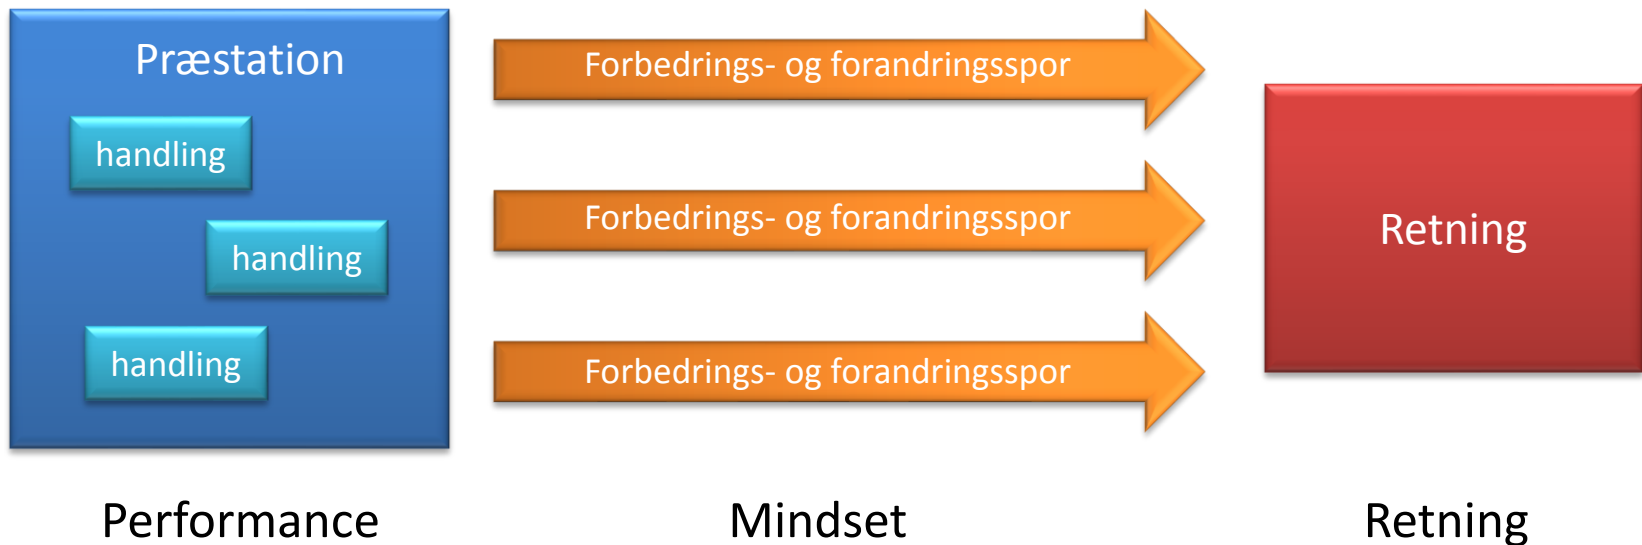 Præstation
handling
handling
handling
Forbedrings- og forandringsspor
Forbedrings- og forandringsspor
Forbedrings- og forandringsspor
Retning
Performance
Mindset
Retning